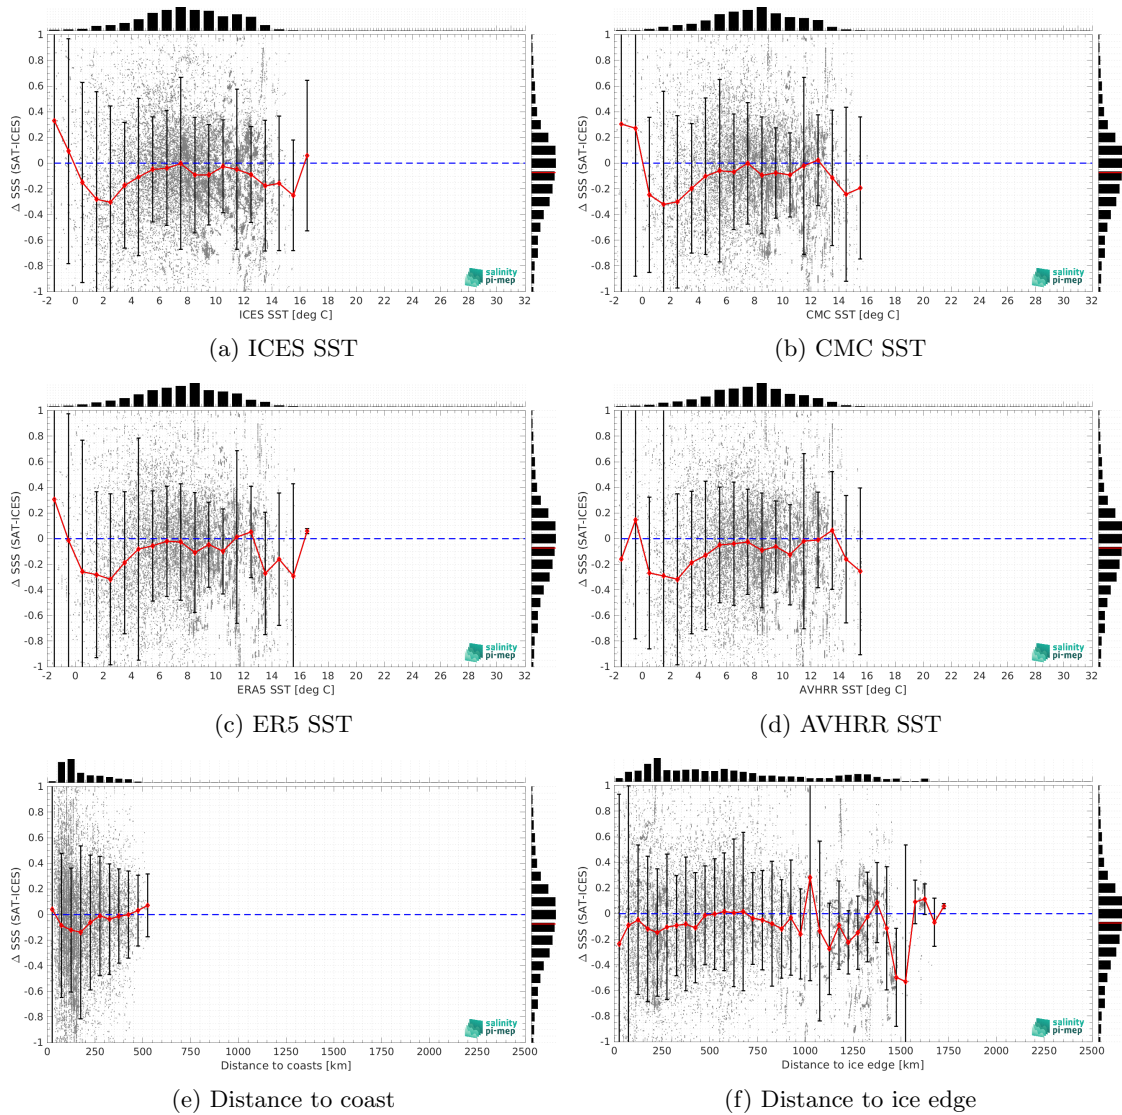 1
0.8
0.6
0.4
0.2
0
-0.2
-0.4
-0.6
-0.8
-1
Δ SSS (SAT-ICES)
salinity
pi-mep
-2 0 2 4 6 8 10 12 14 16 18 20 22 24 26 28 30 32
ICES SST [deg C]
(a) ICES SST
1
0.8
0.6
0.4
0.2
0
-0.2
-0.4
-0.6
-0.8
-1
Δ SSS (SAT-ICES)
salinity
pi-mep
-2 0 2 4 6 8 10 12 14 16 18 20 22 24 26 28 30 32
CMC SST [deg C]
(b) CMC SST
1
0.8
0.6
0.4
0.2
0
-0.2
-0.4
-0.6
-0.8
-1
Δ SSS (SAT-ICES)
salinity
pi-mep
-2 0 2 4 6 8 10 12 14 16 18 20 22 24 26 28 30 32
ERA5 SST [deg C]
(c) ER5 SST
1
0.8
0.6
0.4
0.2
0
-0.2
-0.4
-0.6
-0.8
-1
Δ SSS (SAT-ICES)
salinity
pi-mep
-2 0 2 4 6 8 10 12 14 16 18 20 22 24 26 28 30 32
AVHRR SST [deg C]
(d) AVHRR SST
1
0.8
0.6
0.4
0.2
0
-0.2
-0.4
-0.6
-0.8
-1
Δ SSS (SAT-ICES)
salinity
pi-mep
0 250 500 750 1000 1250 1500 1750 2000 2250 2500
Distance to coasts [km]
(e) Distance to coast
1
0.8
0.6
0.4
0.2
0
-0.2
-0.4
-0.6
-0.8
-1
Δ SSS (SAT-ICES)
salinity
pi-mep
0 250 500 750 1000 1250 1500 1750 2000 2250 2500
Distance to ice edge [km]
(f) Distance to ice edge